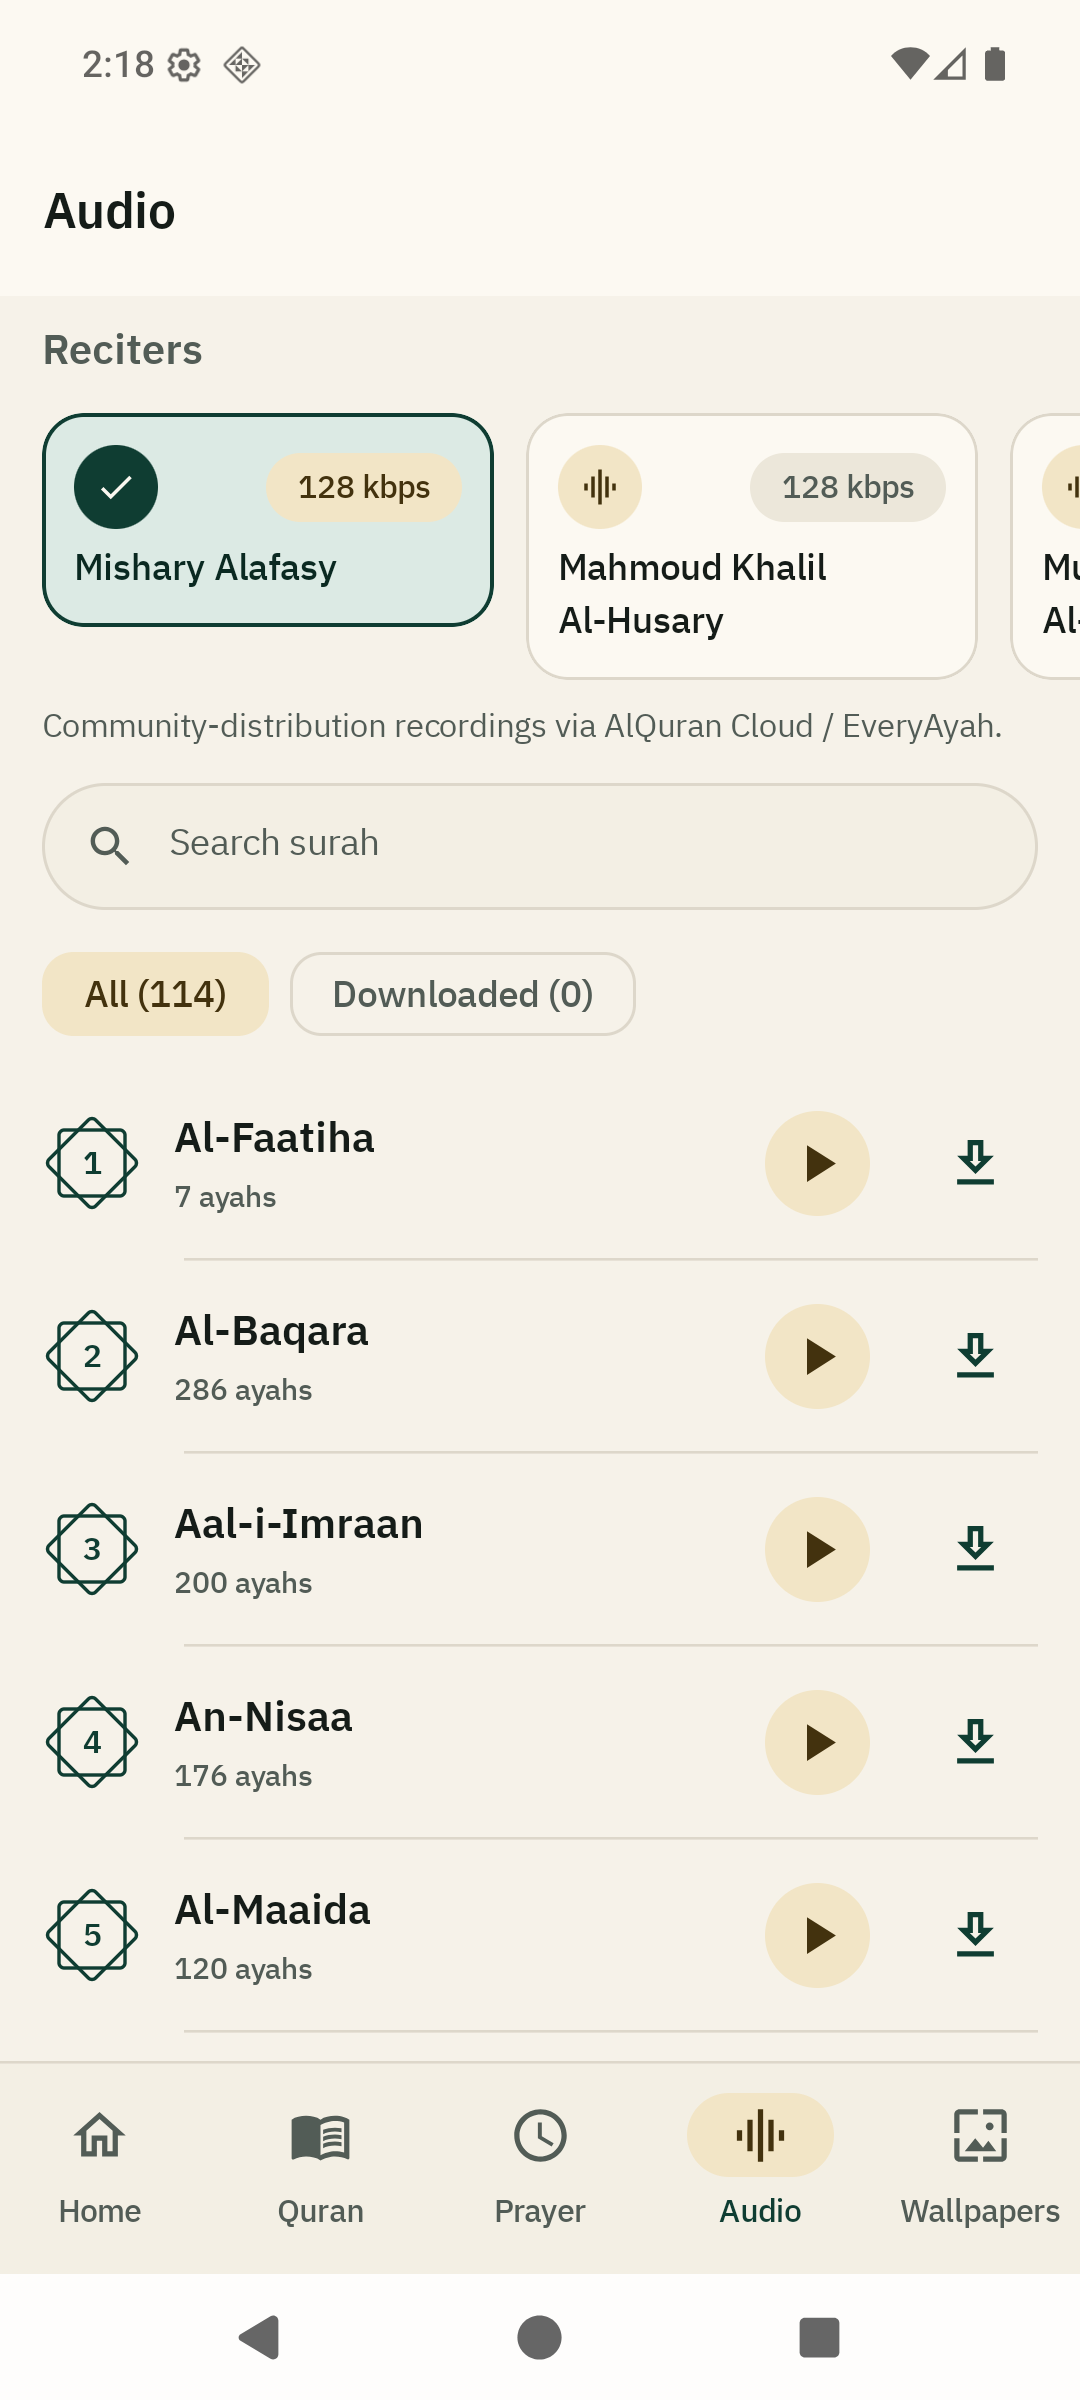 2:18
Audio
Reciters
128 kbps
Mishary Alafasy
128 kbps
Mahmoud Khalil
Al-Husary
Community-distribution recordings via AlQuran Cloud / EveryAyah.
Search surah
All (114)
Downloaded (0)
1
Al-Faatiha
7 ayahs
2
Al-Baqara
286 ayahs
3
Aal-i-Imraan
200 ayahs
4
An-Nisaa
176 ayahs
5
Al-Maaida
120 ayahs
Home
Quran
Prayer
Audio
Wallpapers